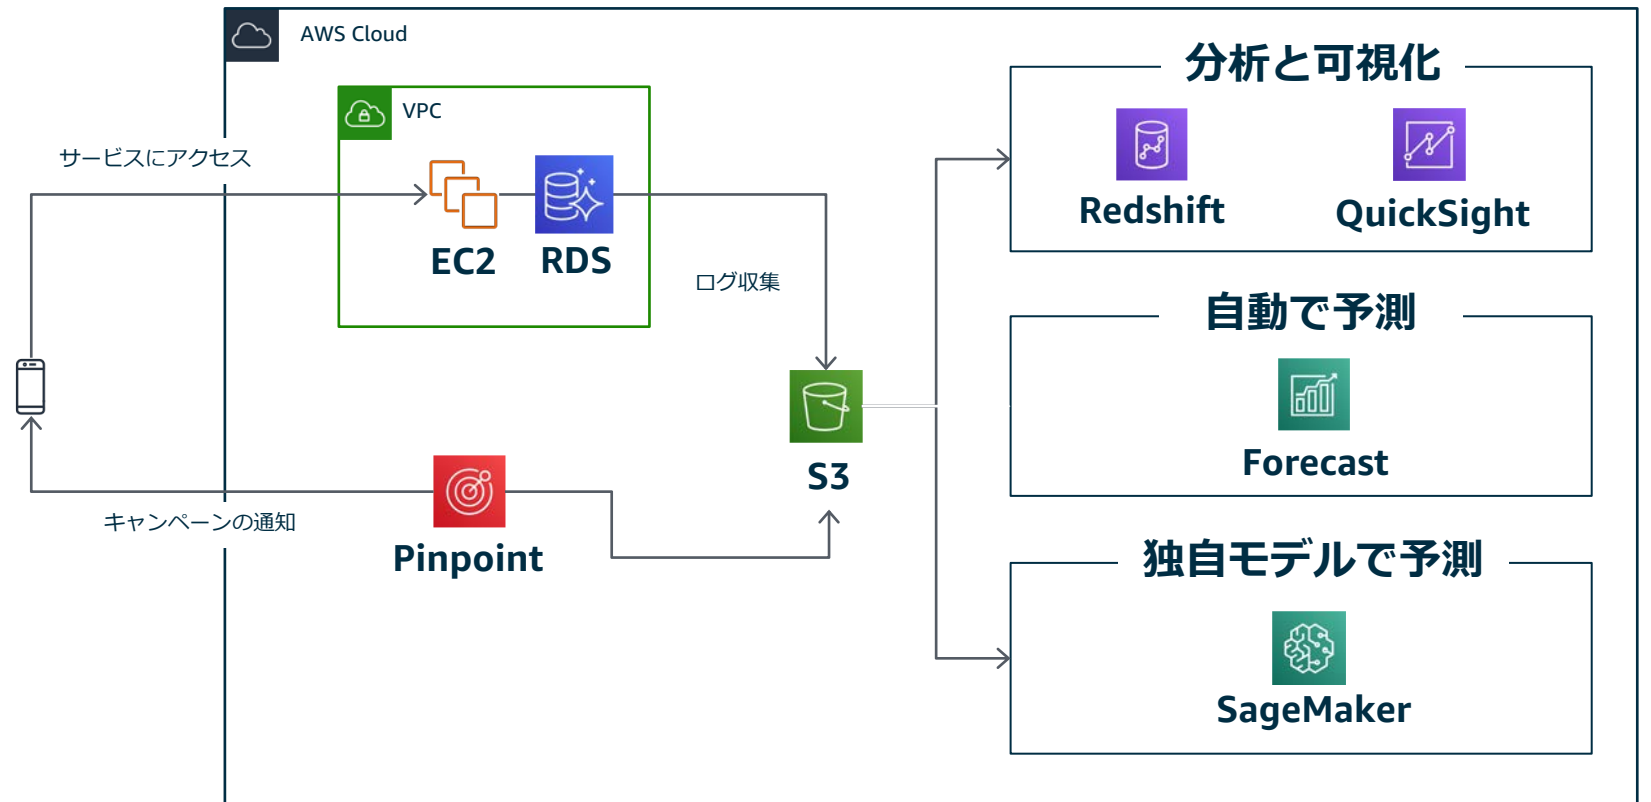 AWS Cloud
VPC
サービスにアクセス
EC2
RDS
ログ収集
S3
キャンペーンの通知
Pinpoint
分析と可視化
Redshift
QuickSight
自動で予測
Forecast
独自モデルで予測
SageMaker